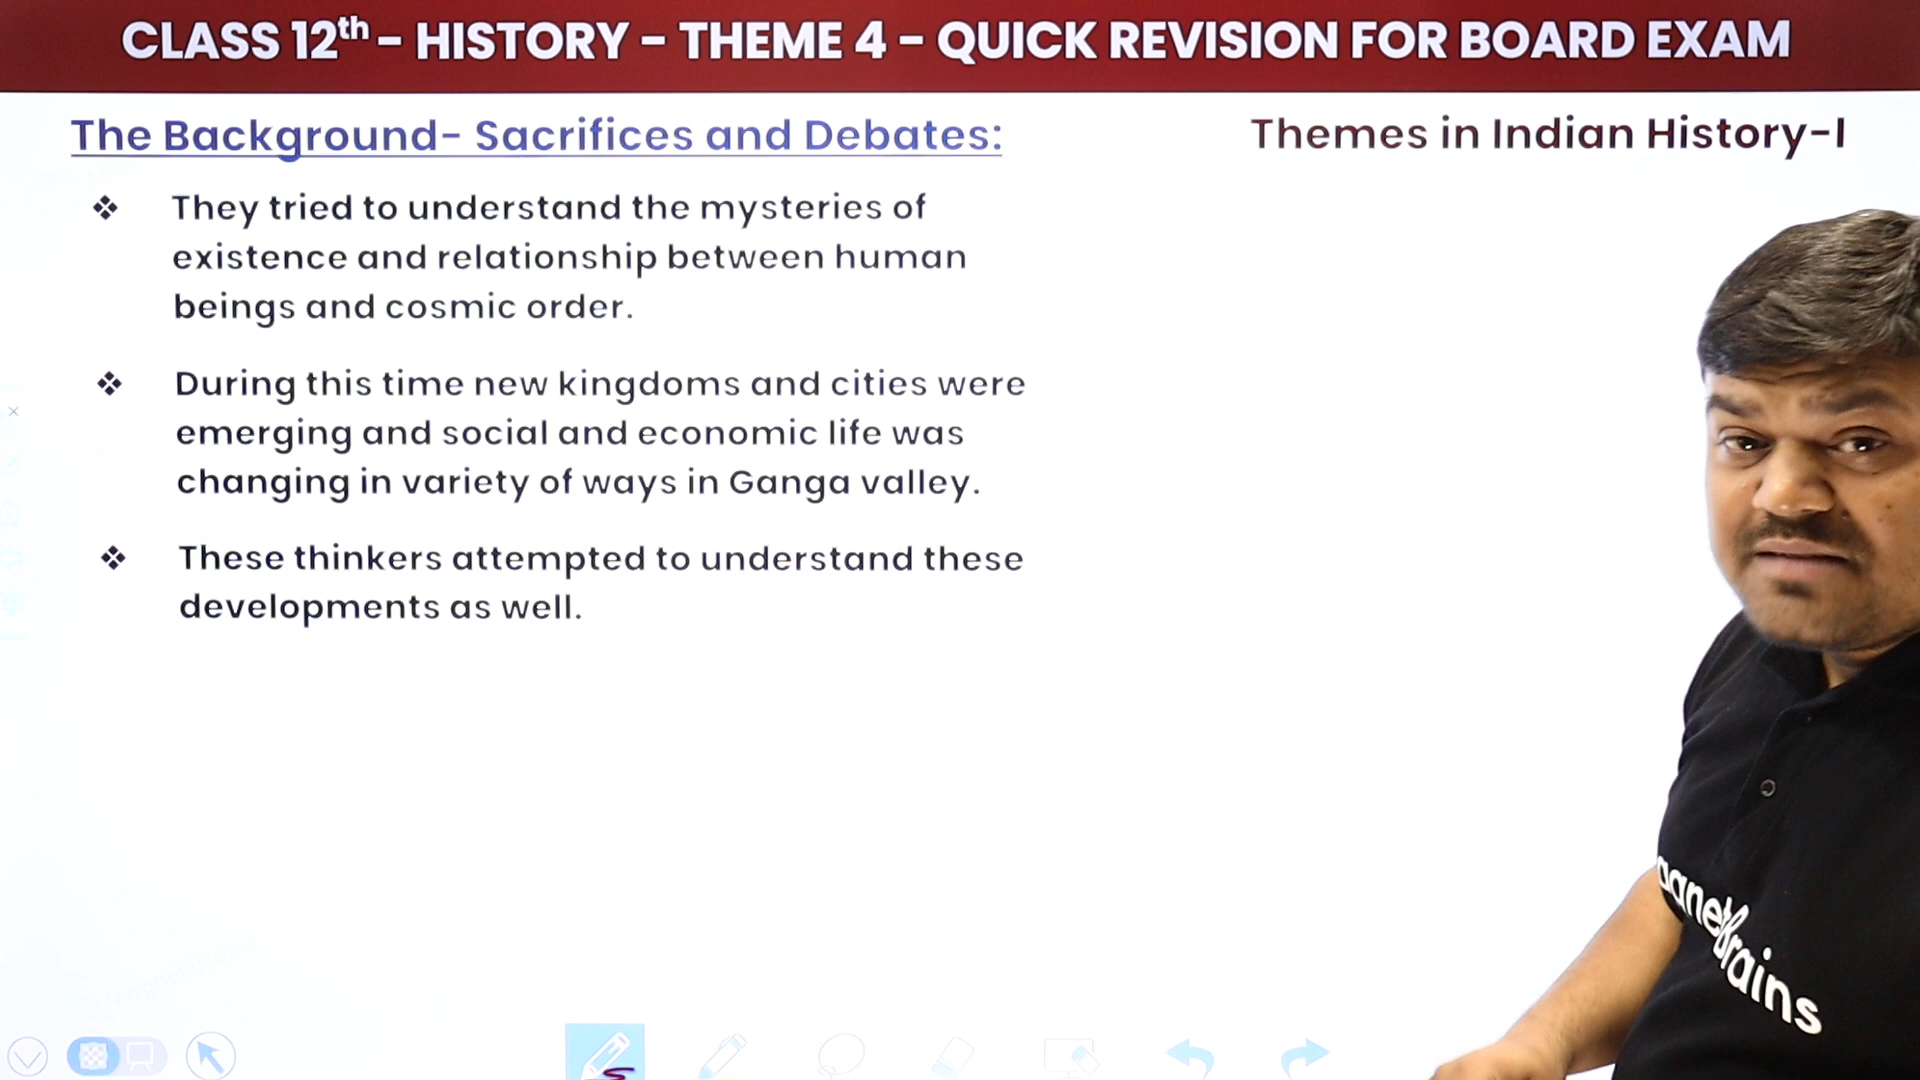 CLASS 12th - HISTORY - THEME 4 - QUICK REVISION FOR BOARD EXAM
The Background- Sacrifices and Debates:
Themes in Indian History-I
❖ They tried to understand the mysteries of
existence and relationship between human
beings and cosmic order.
❖ During this time new kingdoms and cities were
emerging and social and economic life was
changing in variety of ways in Ganga valley.
❖ These thinkers attempted to understand these
developments as well.